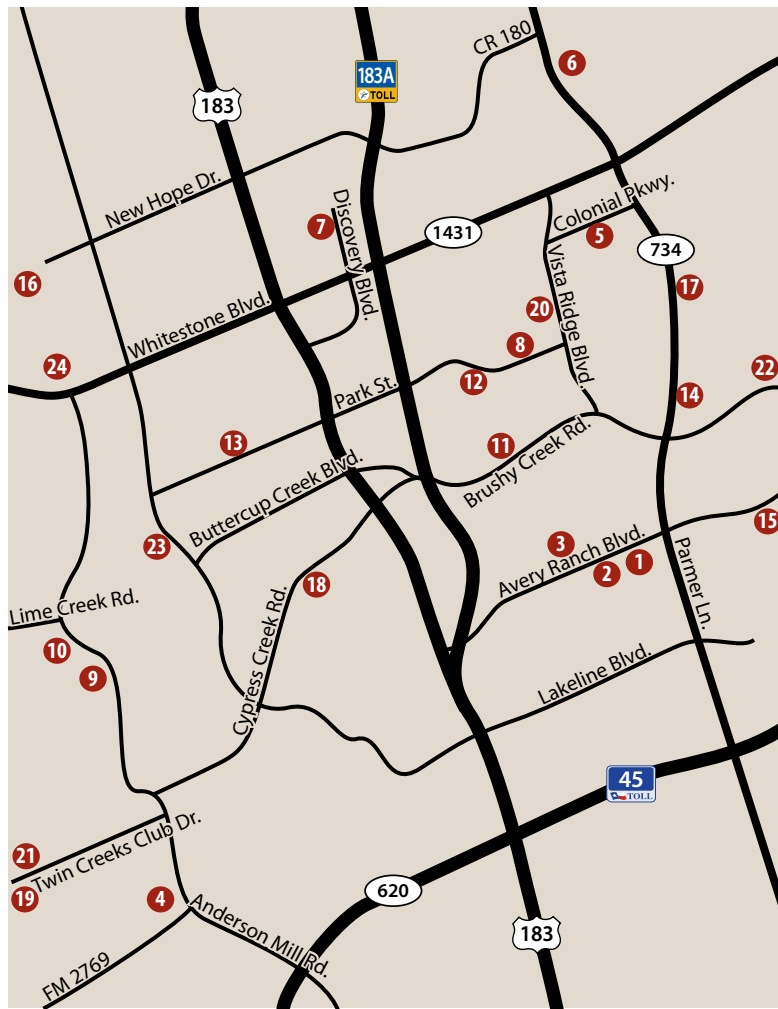 CR 180
6
183A
TOLL
183
New Hope Dr.
7
Discovery Blvd.
1431
Colonial Pkwy.
5
734
16
17
Vista Ridge Blvd.
20
Whitestone Blvd.
8
24
12
22
Park St.
14
13
11
Brushy Creek Rd.
Buttercup Creek Blvd.
15
23
3
Avery Ranch Blvd.
1
2
Parmer Ln.
18
Lime Creek Rd.
10
9
Cypress Creek Rd.
Lakeline Blvd.
45
TOLL
21
Twin Creeks Club Dr.
19
4
620
Anderson Mill Rd.
183
FM 2769